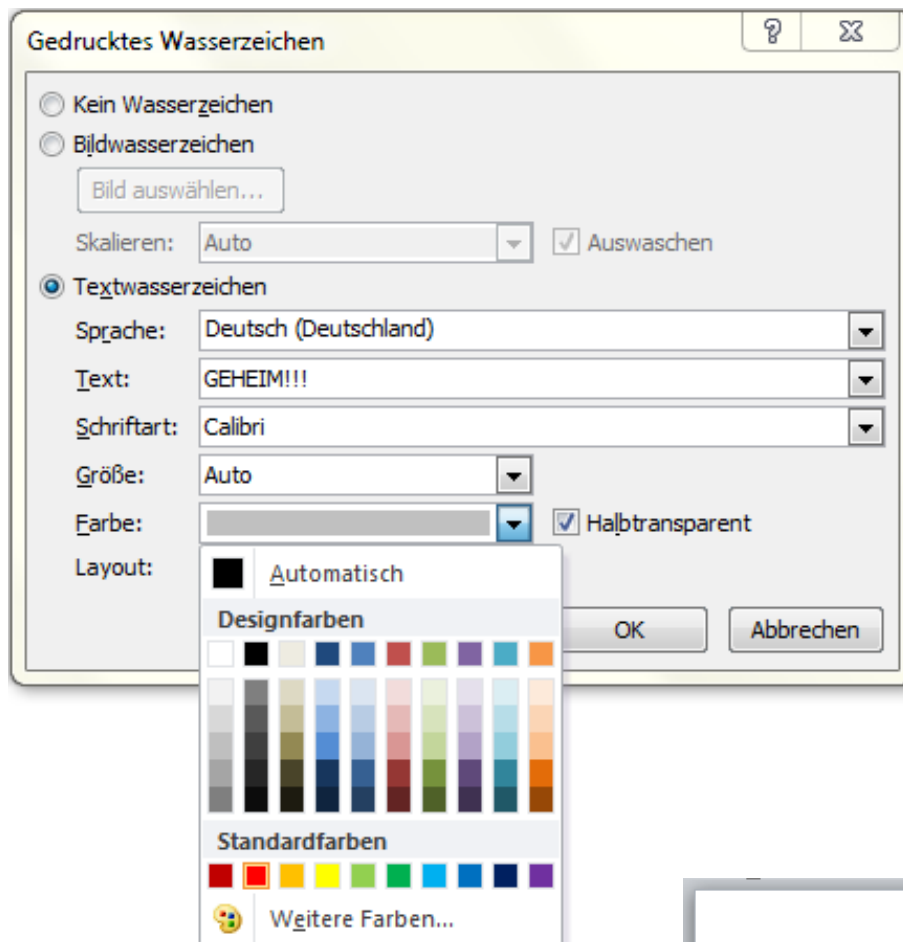 Gedrucktes Wasserzeichen
Kein Wasserzeichen
Bildwasserzeichen
Bild auswählen...
Skalieren: Auto Auswaschen
Textwasserzeichen
Sprache: Deutsch (Deutschland)
Text: GEHEIM!!!
Schriftart: Calibri
Größe: Auto
Farbe: Halbtransparent
Layout:
Automatisch
Designfarben
OK Abbrechen
Standardfarben
Weitere Farben...